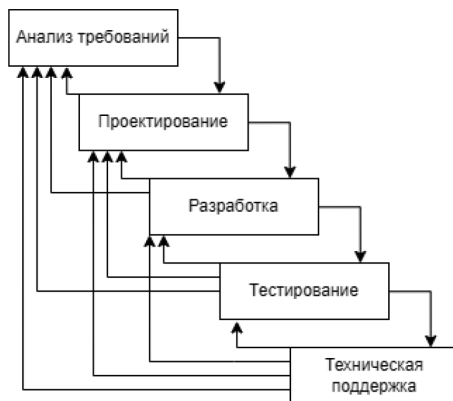 Анализ требований
Проектирование
Разработка
Тестирование
Техническая
поддержка